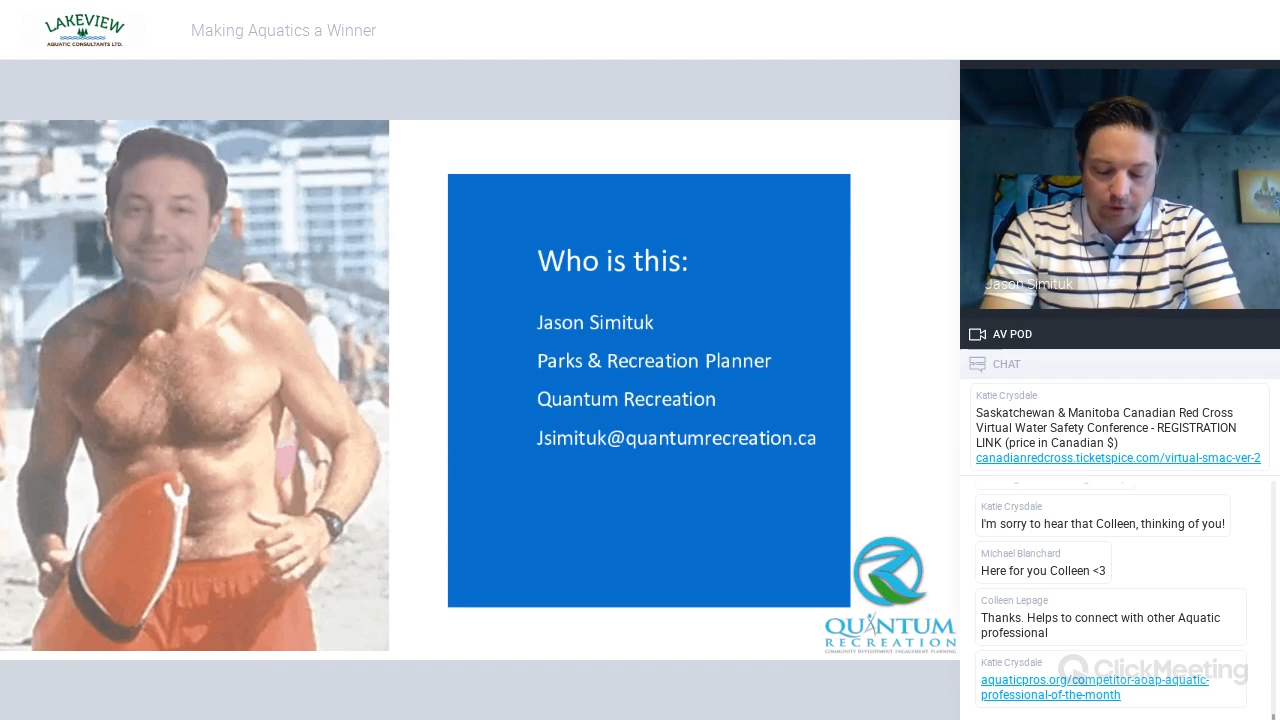 LAKEVIEW
AQUATIC CONSULTANTS LTD.
Making Aquatics a Winner
Who is this:
Jason Simituk
Parks & Recreation Planner
Quantum Recreation
Jsimituk@quantumrecreation.ca
QUANTUM
RECREATION
COMMUNITY DEVELOPMENT, ENGAGEMENT, PLANNING
Jason Simituk
AV POD
CHAT
Katie Crysdale
Saskatchewan & Manitoba Canadian Red Cross
Virtual Water Safety Conference - REGISTRATION
LINK (price in Canadian $)
canadianredcross.ticketspice.com/virtual-smac-ver-2
Katie Crysdale
I'm sorry to hear that Colleen, thinking of you!
Michael Blanchard
Here for you Colleen <3
Colleen Lepage
Thanks. Helps to connect with other Aquatic
professional
Katie Crysdale
aquaticpros.org/competitor-aoap-aquatic-
professional-of-the-month
ClickMeeting